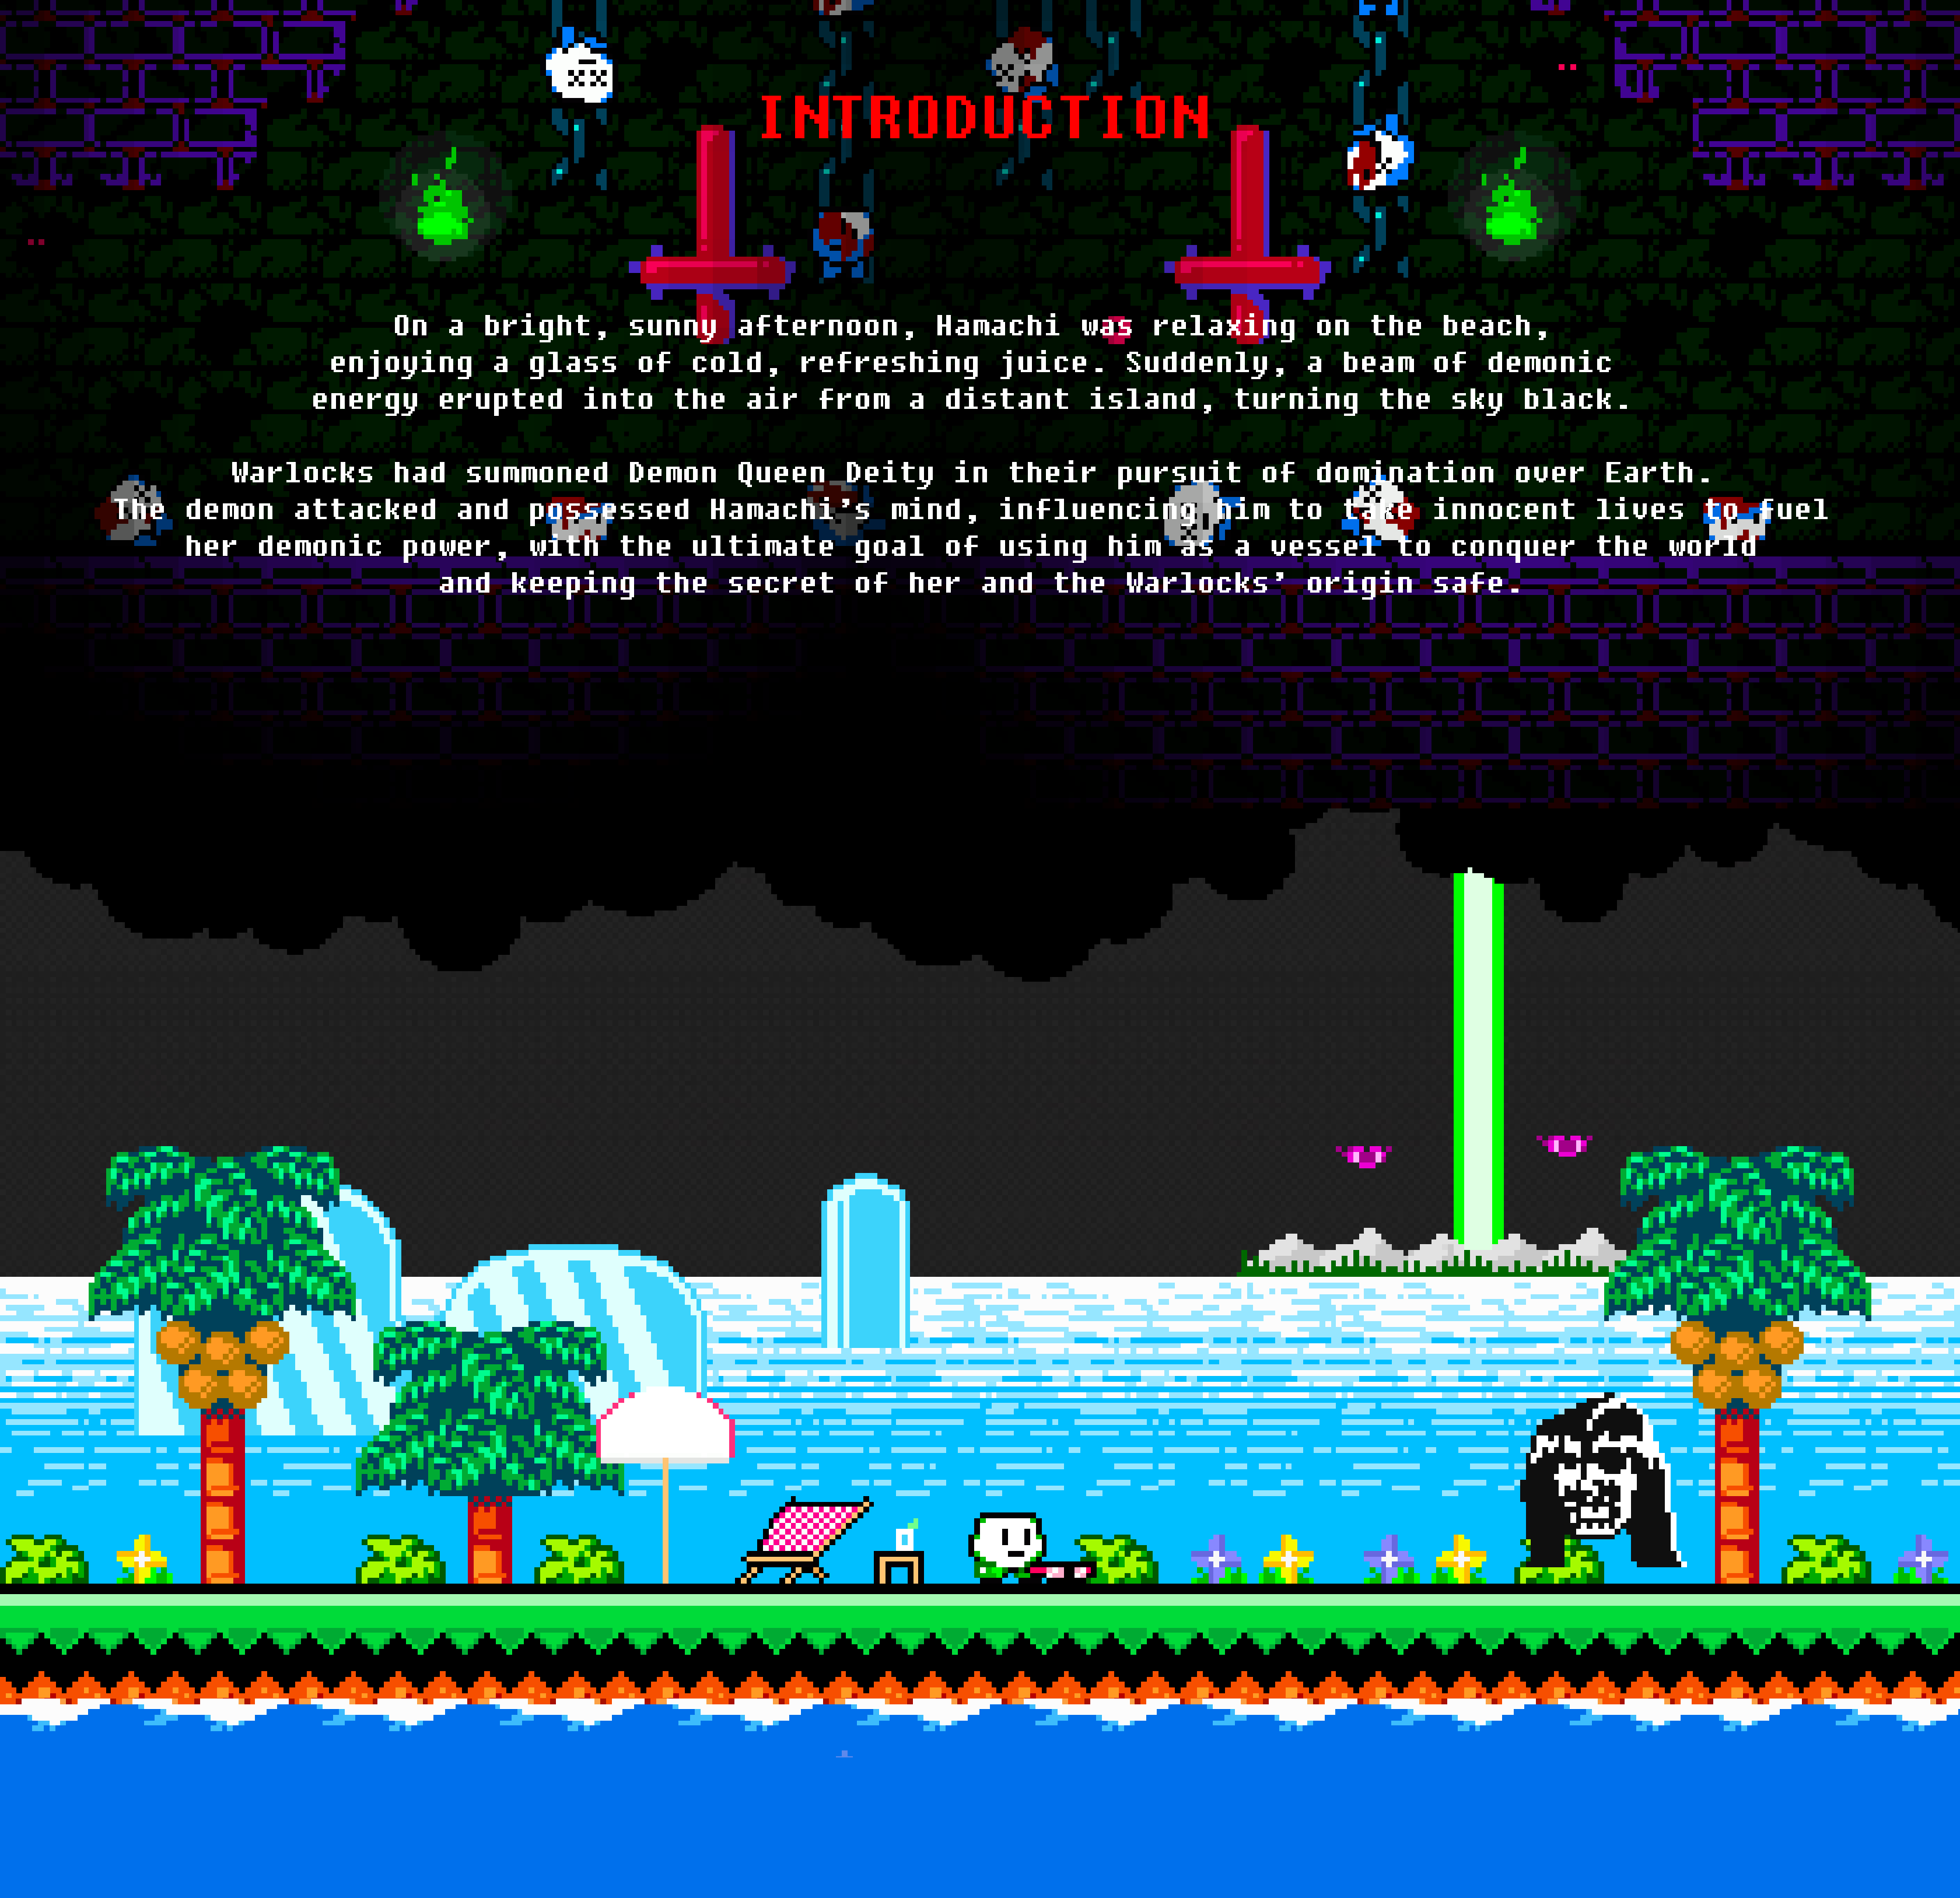 INTRODUCTION
On a bright, sunny afternoon, Hamachi was relaxing on the beach,
enjoying a glass of cold, refreshing juice. Suddenly, a beam of demonic
energy erupted into the air from a distant island, turning the sky black.
Warlocks had summoned Demon Queen Deity in their pursuit of domination over Earth.
The demon attacked and possessed Hamachi's mind, influencing him to take innocent lives to fuel
her demonic power, with the ultimate goal of using him as a vessel to conquer the world
and keeping the secret of her and the Warlocks' origin safe.